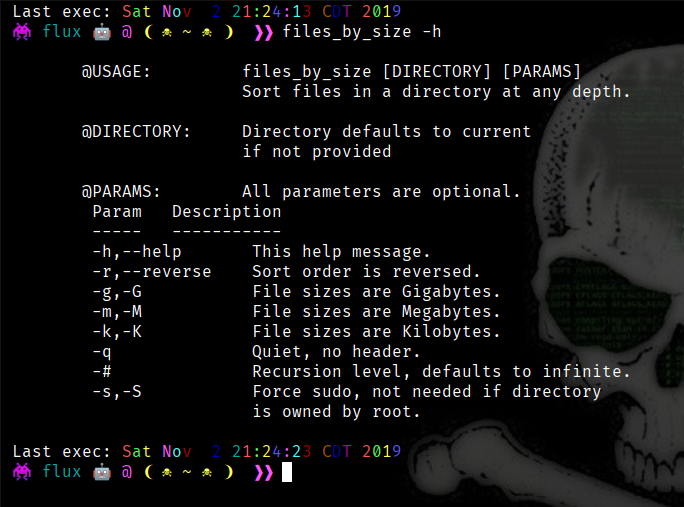 Last exec: Sat Nov  2 21:24:13 CDT 2019
👾 flux 🤖 @ ( ☠ ~ ☠ ) ❱❱ files_by_size -h
@USAGE: files_by_size [DIRECTORY] [PARAMS]
Sort files in a directory at any depth.
@DIRECTORY: Directory defaults to current
if not provided
@PARAMS: All parameters are optional.
Param Description
----- -----------
-h,--help This help message.
-r,--reverse Sort order is reversed.
-g,-G File sizes are Gigabytes.
-m,-M File sizes are Megabytes.
-k,-K File sizes are Kilobytes.
-q Quiet, no header.
-# Recursion level, defaults to infinite.
-s,-S Force sudo, not needed if directory
is owned by root.
Last exec: Sat Nov  2 21:24:23 CDT 2019
👾 flux 🤖 @ ( ☠ ~ ☠ ) ❱❱